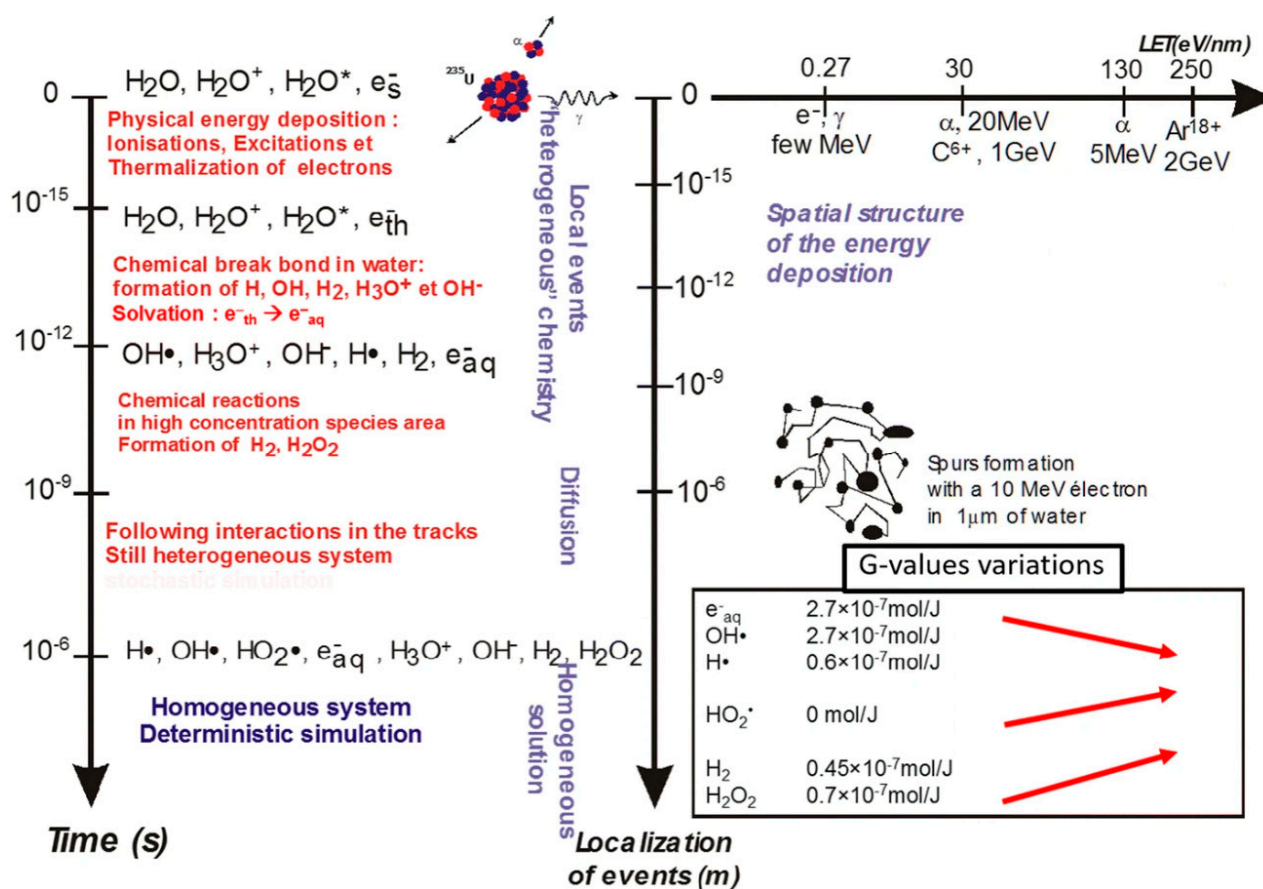 LET(eV/nm)
0.27 30 130 250
e⁻, γ
few MeV
α, 20MeV
C⁶⁺, 1GeV
α
5MeV
Ar¹⁸⁺
2GeV
α
²³⁵U
γ
0
H₂O, H₂O⁺, H₂O*, e⁻ₛ
Physical energy deposition :
Ionisations, Excitations et
Thermalization of electrons
10⁻¹⁵
H₂O, H₂O⁺, H₂O*, e⁻th
Chemical break bond in water:
formation of H, OH, H₂, H₃O⁺ et OH⁻
Solvation : e⁻th → e⁻aq
10⁻¹²
OH•, H₃O⁺, OH⁻, H•, H₂, e⁻aq
Chemical reactions
in high concentration species area
Formation of H₂, H₂O₂
10⁻⁹
Following interactions in the tracks
Still heterogeneous system
stochastic simulation
10⁻⁶
H•, OH•, HO₂•, e⁻aq , H₃O⁺, OH⁻, H₂, H₂O₂
Homogeneous system
Deterministic simulation
Time (s)
Local events
"heterogeneous" chemistry
Diffusion
Homogeneous
solution
0
10⁻¹⁵
10⁻¹²
10⁻⁹
10⁻⁶
Localization
of events (m)
Spatial structure
of the energy
deposition
Spurs formation
with a 10 MeV électron
in 1μm of water
G-values variations
e⁻aq 2.7×10⁻⁷mol/J
OH• 2.7×10⁻⁷mol/J
H• 0.6×10⁻⁷mol/J
HO₂• 0 mol/J
H₂ 0.45×10⁻⁷mol/J
H₂O₂ 0.7×10⁻⁷mol/J